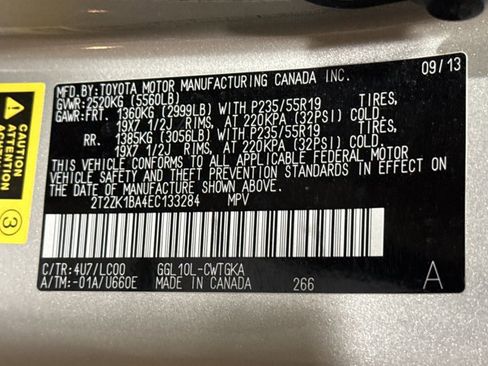 MFD. BY: TOYOTA MOTOR MANUFACTURING CANADA INC. 09/13
GVWR: 2520KG (5560LB)
GAWR: FRT. 1360KG (2999LB) WITH P235/55R19 TIRES,
19X7 1/2J RIMS, AT 220KPA (32PSI) COLD.
RR. 1385KG (3056LB) WITH P235/55R19 TIRES,
19X7 1/2J RIMS, AT 220KPA (32PSI) COLD.
THIS VEHICLE CONFORMS TO ALL APPLICABLE FEDERAL MOTOR
VEHICLE SAFETY AND THEFT PREVENTION STANDARDS IN EFFECT ON
THE DATE OF MANUFACTURE SHOWN ABOVE.
2T2ZK1BA4EC133284 MPV
C/TR: 4U7/LC00 GGL10L-CWTGKA
A/TM: -01A/U660E MADE IN CANADA 266 A
CAUTION
ATTENTION
3